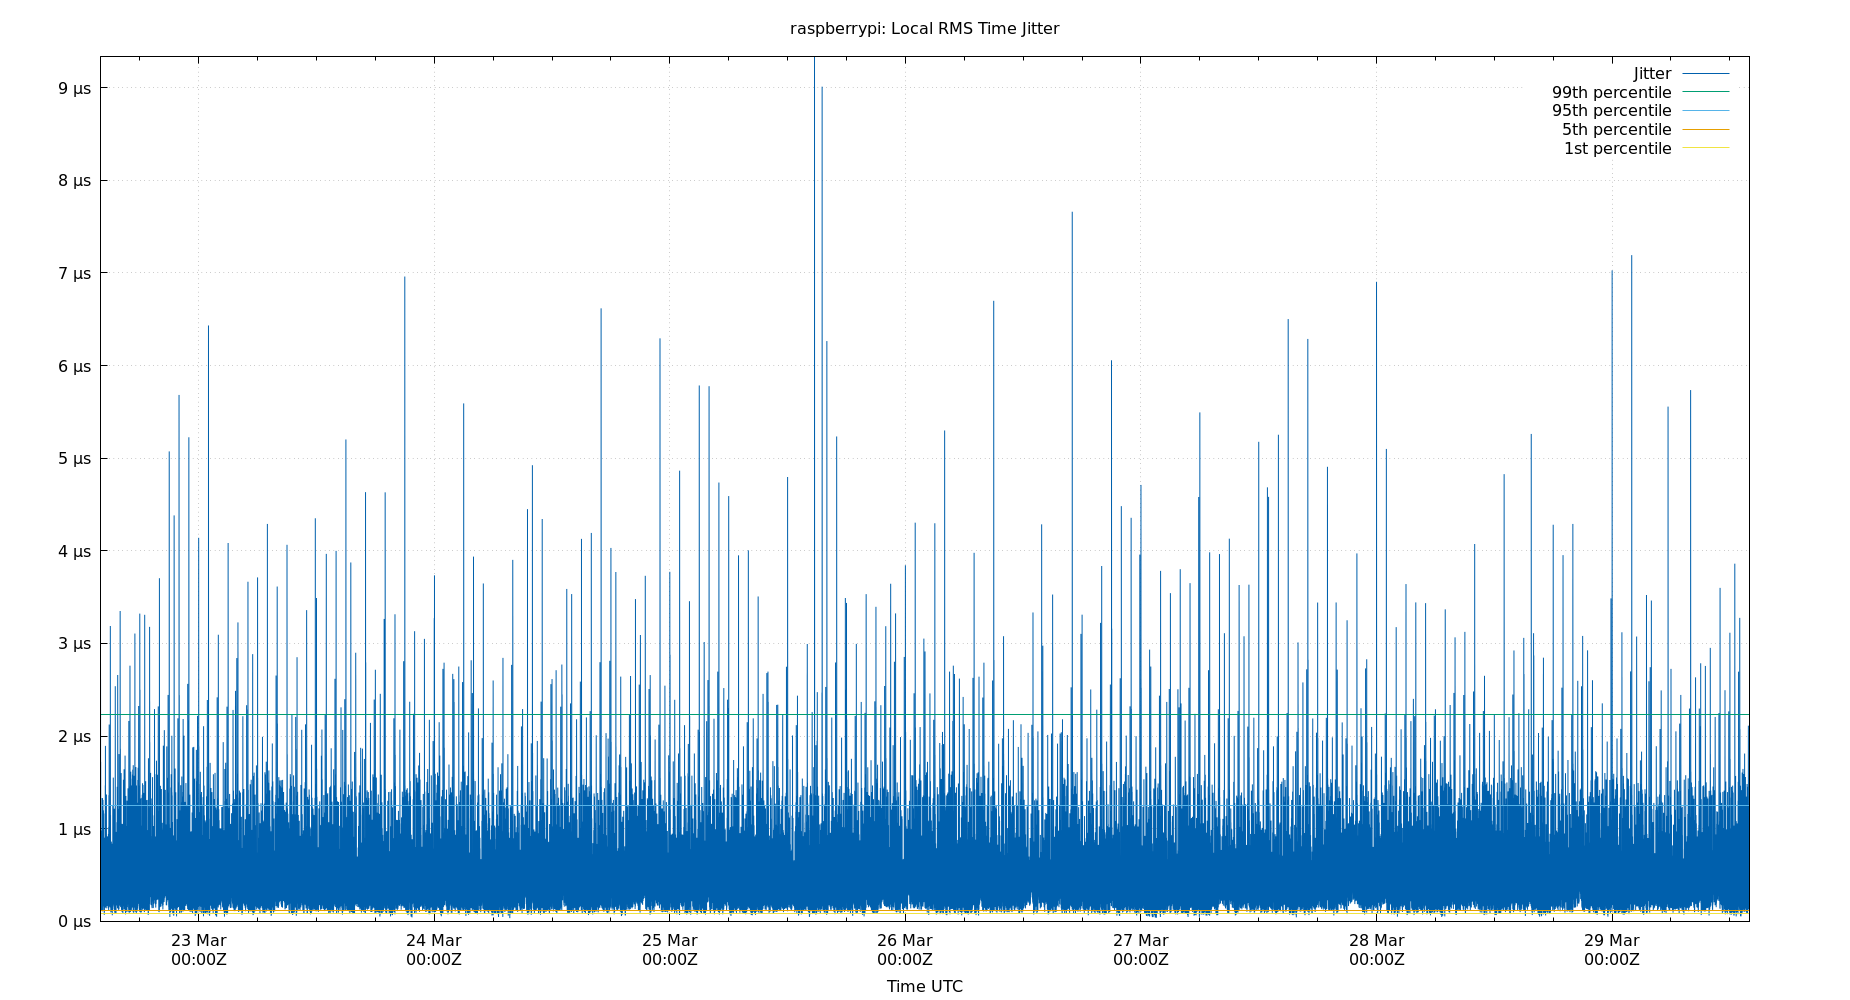 raspberrypi: Local RMS Time Jitter
Jitter
99th percentile
95th percentile
5th percentile
1st percentile
9 µs
8 µs
7 µs
6 µs
5 µs
4 µs
3 µs
2 µs
1 µs
0 µs
23 Mar 24 Mar 25 Mar 26 Mar 27 Mar 28 Mar 29 Mar
00:00Z 00:00Z 00:00Z 00:00Z 00:00Z 00:00Z 00:00Z
Time UTC